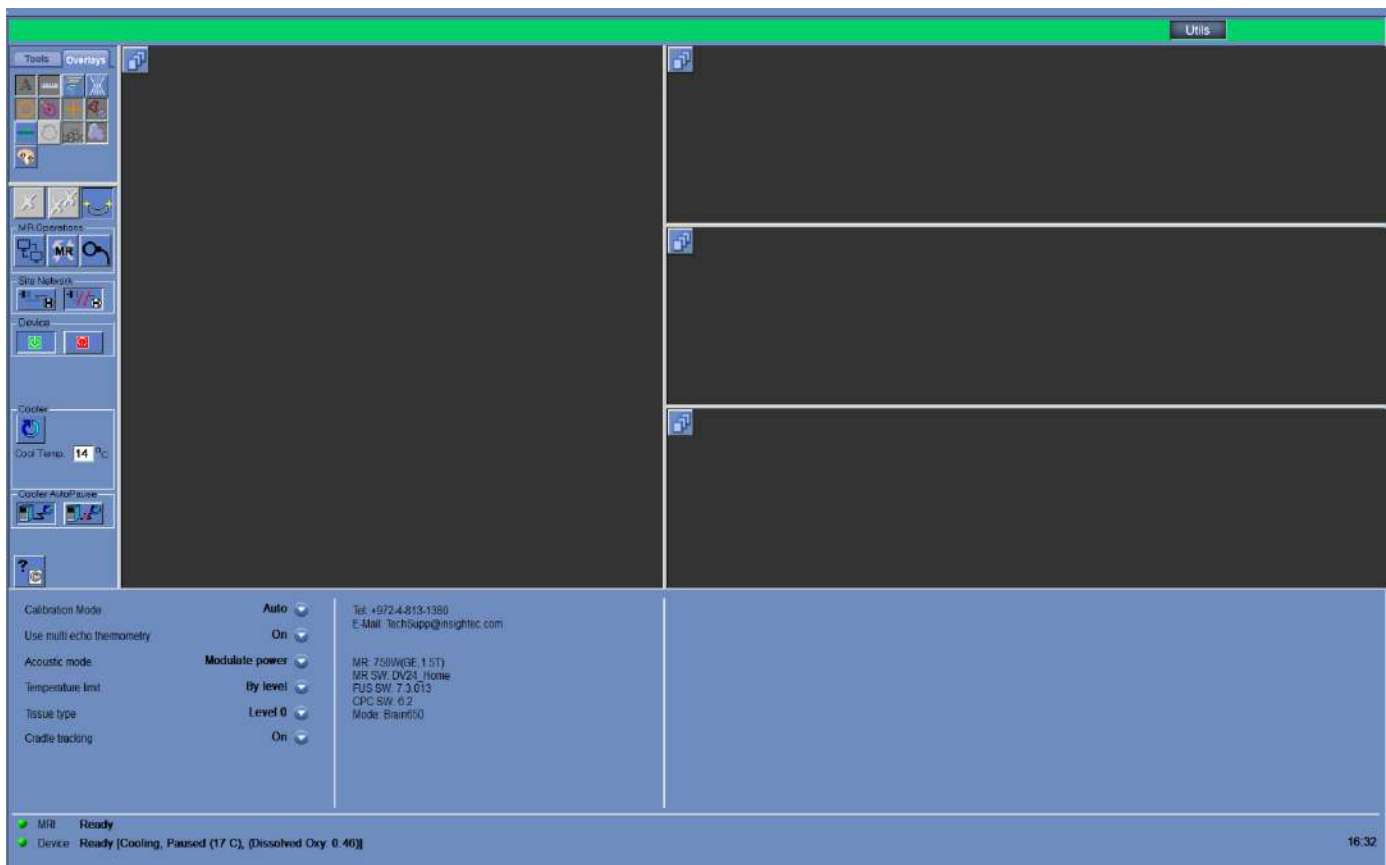 Utils
Tools Overlays
A
MR Operations
MR
Site Network
H H
Device
Cooler
Cool Temp. 14 °C
Cooler AutoPause
?
Calibration Mode Auto
Use multi echo thermometry On
Acoustic mode Modulate power
Temperature limit By level
Tissue type Level 0
Cradle tracking On
Tel: +972-4-813-1380
E-Mail: TechSupp@insightec.com
MR: 750W(GE,1.5T)
MR SW: DV24_Home
FUS SW: 7.3.013
CPC SW: 6.2
Mode: Brain650
MRI Ready
Device Ready [Cooling, Paused (17 C), (Dissolved Oxy. 0.46)]
16:32